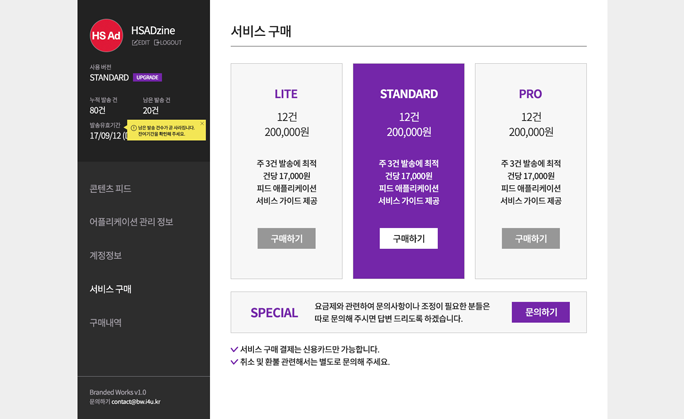 HS Ad
HSADzine
EDIT LOGOUT
사용 버전
STANDARD UPGRADE
누적 발송 건
남은 발송 건
80건
20건
발송유효기간
17/09/12
남은 발송 건수가 곧 사라집니다.
잔여기간을 확인해 주세요.
콘텐츠 피드
어플리케이션 관리 정보
계정정보
서비스 구매
구매내역
Branded Works v1.0
문의하기 contact@bw.i4u.kr
서비스 구매
LITE
12건
200,000원
주 3건 발송에 최적
건당 17,000원
피드 애플리케이션
서비스 가이드 제공
구매하기
STANDARD
12건
200,000원
주 3건 발송에 최적
건당 17,000원
피드 애플리케이션
서비스 가이드 제공
구매하기
PRO
12건
200,000원
주 3건 발송에 최적
건당 17,000원
피드 애플리케이션
서비스 가이드 제공
구매하기
SPECIAL
요금제와 관련하여 문의사항이나 조정이 필요한 분들은
따로 문의해 주시면 답변 드리도록 하겠습니다.
문의하기
서비스 구매 결제는 신용카드만 가능합니다.
취소 및 환불 관련해서는 별도로 문의해 주세요.